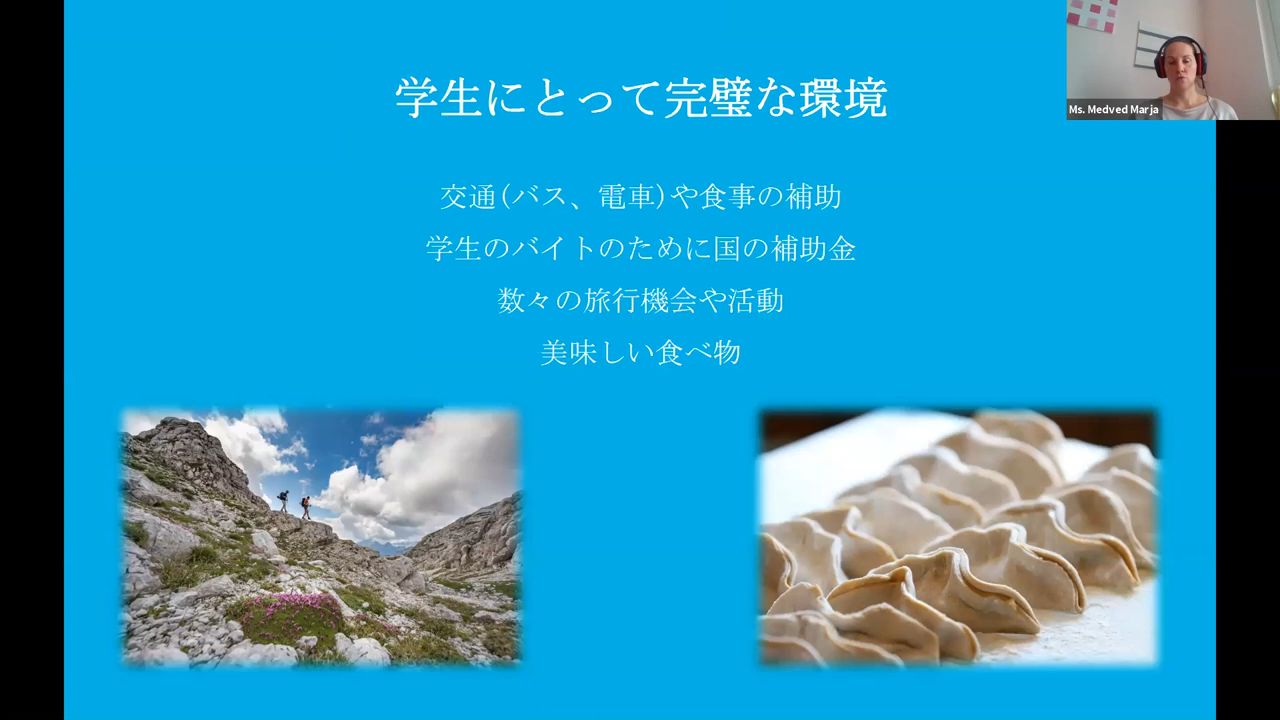 学生にとって完璧な環境
交通(バス、電車)や食事の補助
学生のバイトのために国の補助金
数々の旅行機会や活動
美味しい食べ物
Ms. Medved Marja